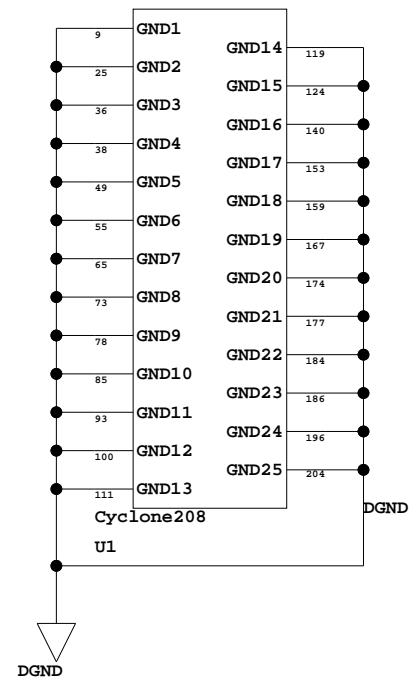 9 GND1
25 GND2
36 GND3
38 GND4
49 GND5
55 GND6
65 GND7
73 GND8
78 GND9
85 GND10
93 GND11
100 GND12
111 GND13
GND14 119
GND15 124
GND16 140
GND17 153
GND18 159
GND19 167
GND20 174
GND21 177
GND22 184
GND23 186
GND24 196
GND25 204
DGND
Cyclone208
U1
DGND